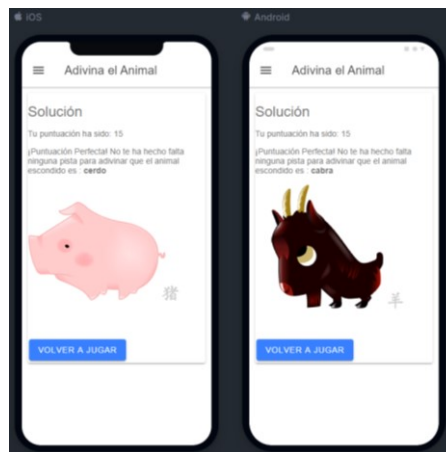 iOS
Adivina el Animal
Solución
Tu puntuación ha sido: 15
¡Puntuación Perfecta! No te ha hecho falta
ninguna pista para adivinar que el animal
escondido es : cerdo
猪
VOLVER A JUGAR
Android
Adivina el Animal
Solución
Tu puntuación ha sido: 15
¡Puntuación Perfecta! No te ha hecho falta
ninguna pista para adivinar que el animal
escondido es : cabra
羊
VOLVER A JUGAR